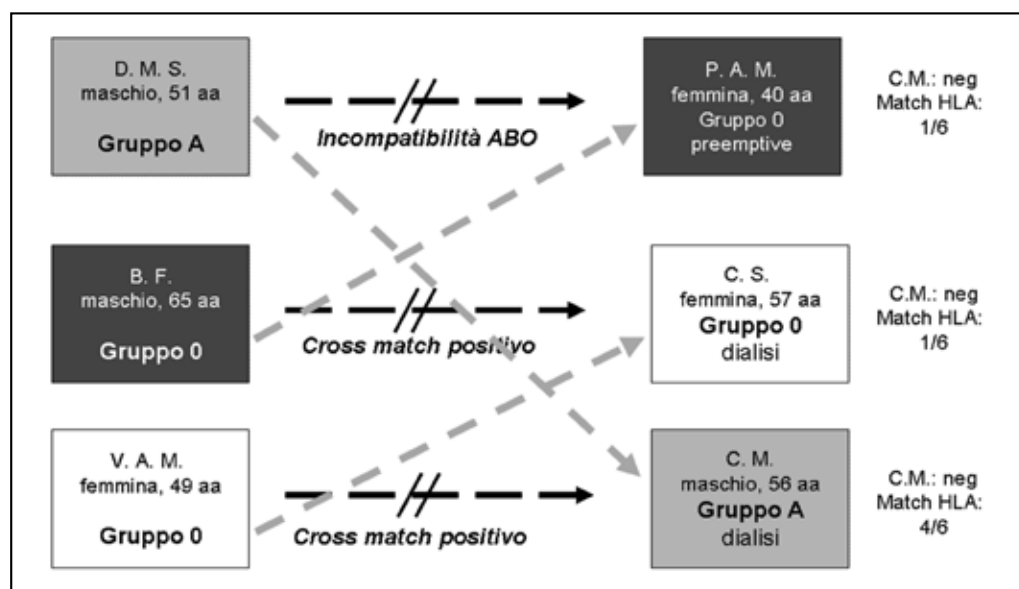 D. M. S.
maschio, 51 aa
Gruppo A
Incompatibilità ABO
P. A. M.
femmina, 40 aa
Gruppo 0
preemptive
C.M.: neg
Match HLA:
1/6
B. F.
maschio, 65 aa
Gruppo 0
Cross match positivo
C. S.
femmina, 57 aa
Gruppo 0
dialisi
C.M.: neg
Match HLA:
1/6
V. A. M.
femmina, 49 aa
Gruppo 0
Cross match positivo
C. M.
maschio, 56 aa
Gruppo A
dialisi
C.M.: neg
Match HLA:
4/6